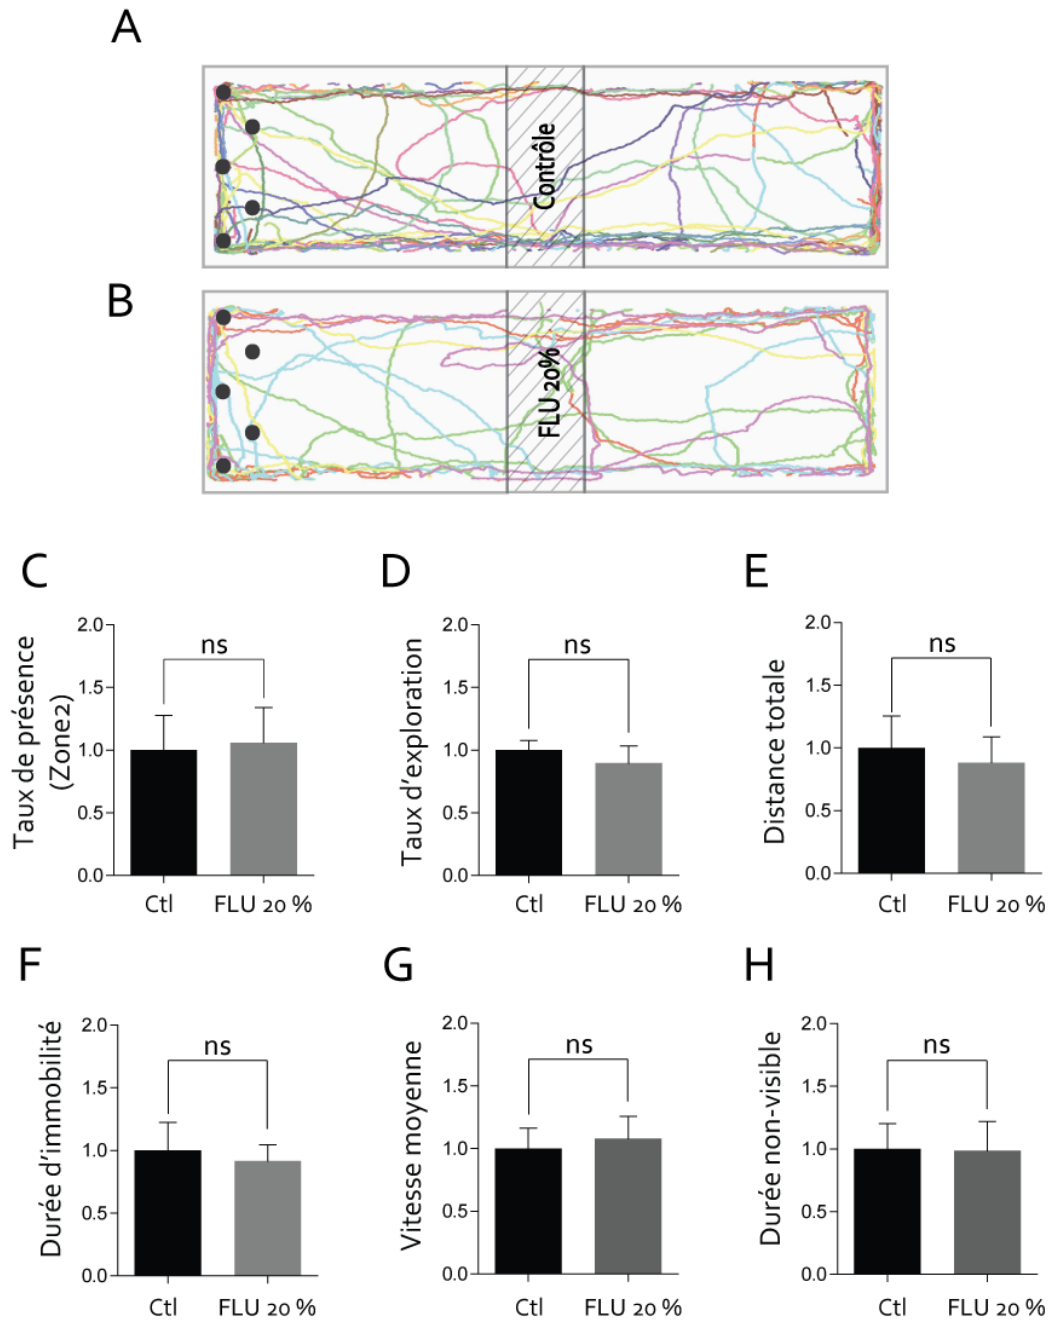 A
Contrôle
B
FLU 20%
C
D
E
Taux de présence
(Zone2)
2.0
1.5
1.0
0.5
0.0
ns
Ctl
FLU 20 %
Taux d'exploration
2.0
1.5
1.0
0.5
0.0
ns
Ctl
FLU 20 %
Distance totale
2.0
1.5
1.0
0.5
0.0
ns
Ctl
FLU 20 %
F
G
H
Durée d'immobilité
2.0
1.5
1.0
0.5
0.0
ns
Ctl
FLU 20 %
Vitesse moyenne
2.0
1.5
1.0
0.5
0.0
ns
Ctl
FLU 20 %
Durée non-visible
2.0
1.5
1.0
0.5
0.0
ns
Ctl
FLU 20 %